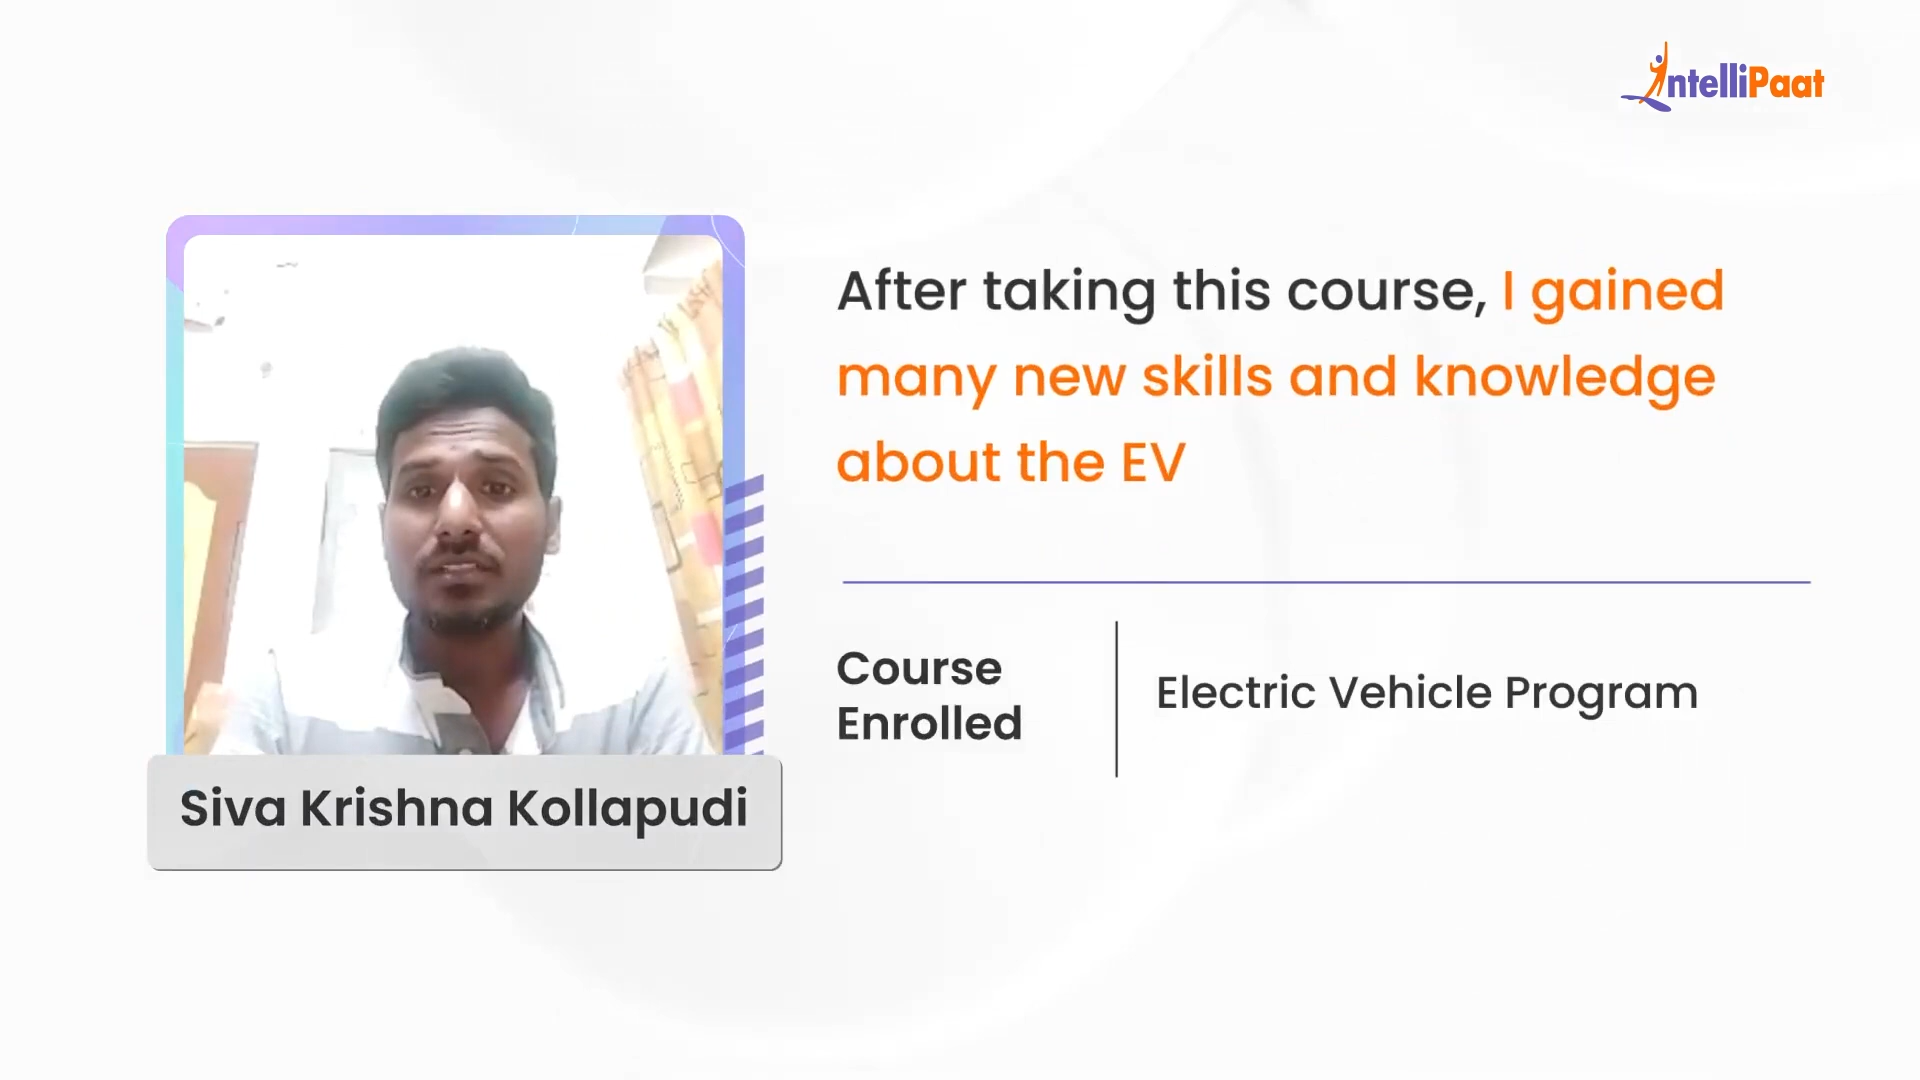 IntelliPaat
After taking this course, I gained
many new skills and knowledge
about the EV
Course
Enrolled
Electric Vehicle Program
Siva Krishna Kollapudi